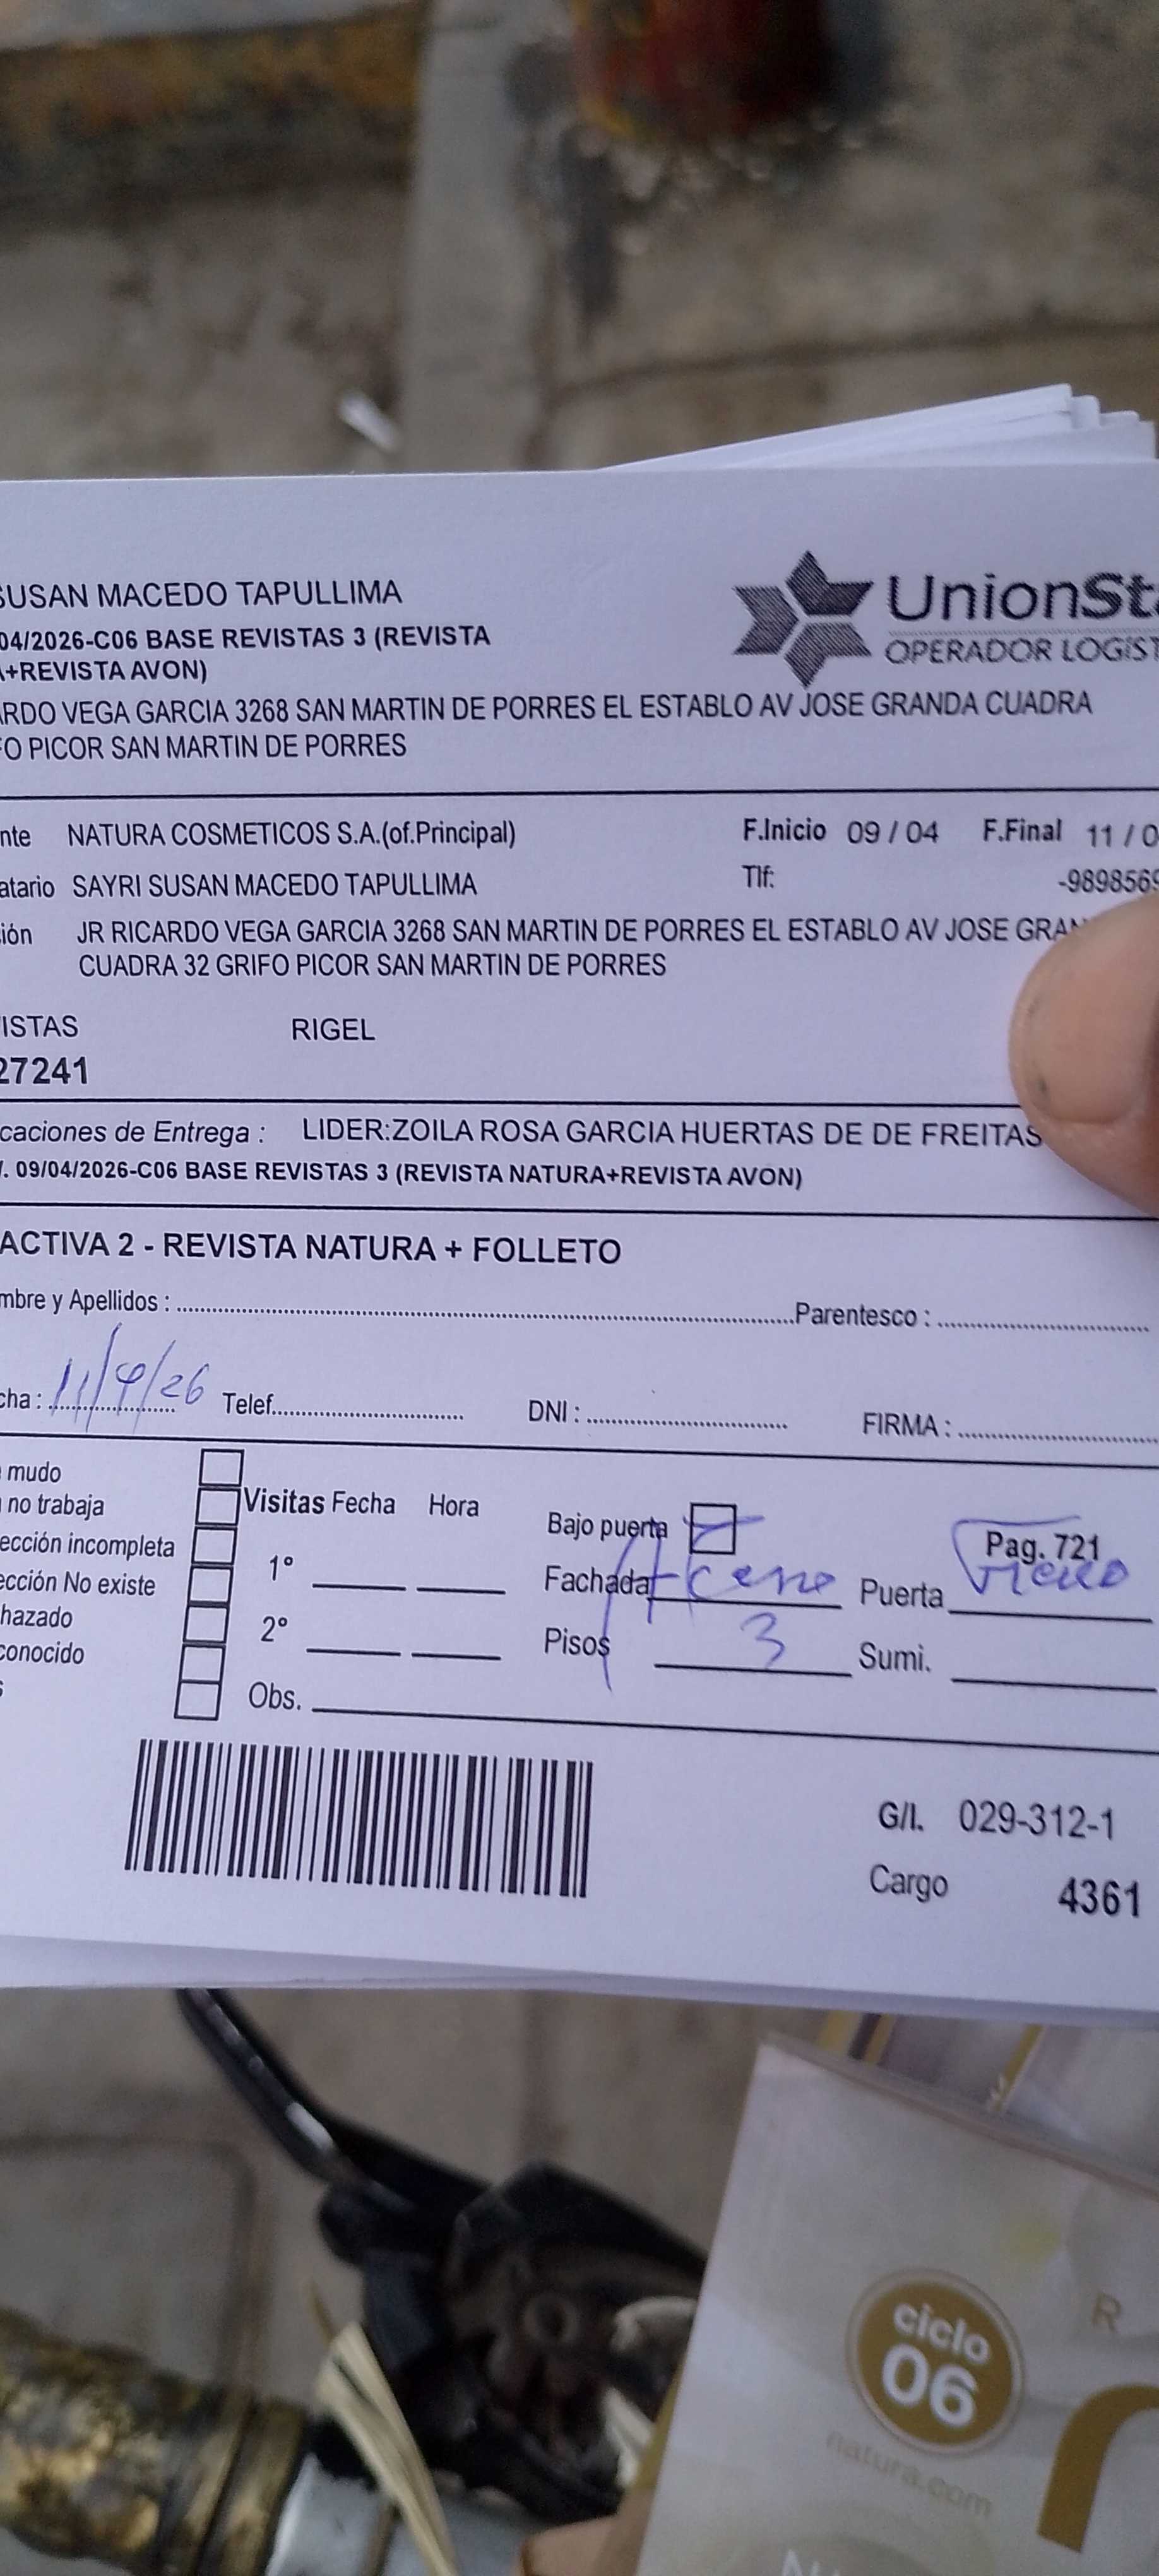 SUSAN MACEDO TAPULLIMA
04/2026-C06 BASE REVISTAS 3 (REVISTA
+REVISTA AVON)
RDO VEGA GARCIA 3268 SAN MARTIN DE PORRES EL ESTABLO AV JOSE GRANDA CUADRA
FO PICOR SAN MARTIN DE PORRES
UnionSta
OPERADOR LOGIST
nte NATURA COSMETICOS S.A.(of.Principal) F.Inicio 09 / 04 F.Final 11 / 0
atario SAYRI SUSAN MACEDO TAPULLIMA Tlf: -9898569
ión JR RICARDO VEGA GARCIA 3268 SAN MARTIN DE PORRES EL ESTABLO AV JOSE GRAN
CUADRA 32 GRIFO PICOR SAN MARTIN DE PORRES
ISTAS RIGEL
27241
caciones de Entrega : LIDER:ZOILA ROSA GARCIA HUERTAS DE DE FREITAS
. 09/04/2026-C06 BASE REVISTAS 3 (REVISTA NATURA+REVISTA AVON)
ACTIVA 2 - REVISTA NATURA + FOLLETO
mbre y Apellidos : Parentesco :
cha : 11/4/26 Telef. DNI : FIRMA :
mudo
no trabaja
ección incompleta
ección No existe
hazado
conocido
s
Visitas Fecha Hora
1°
2°
Obs.
Bajo puerta
Fachada
Pisos 3
Pag. 721
Puerta
Sumi.
G/I. 029-312-1
Cargo 4361
ciclo
06
natura.com
R